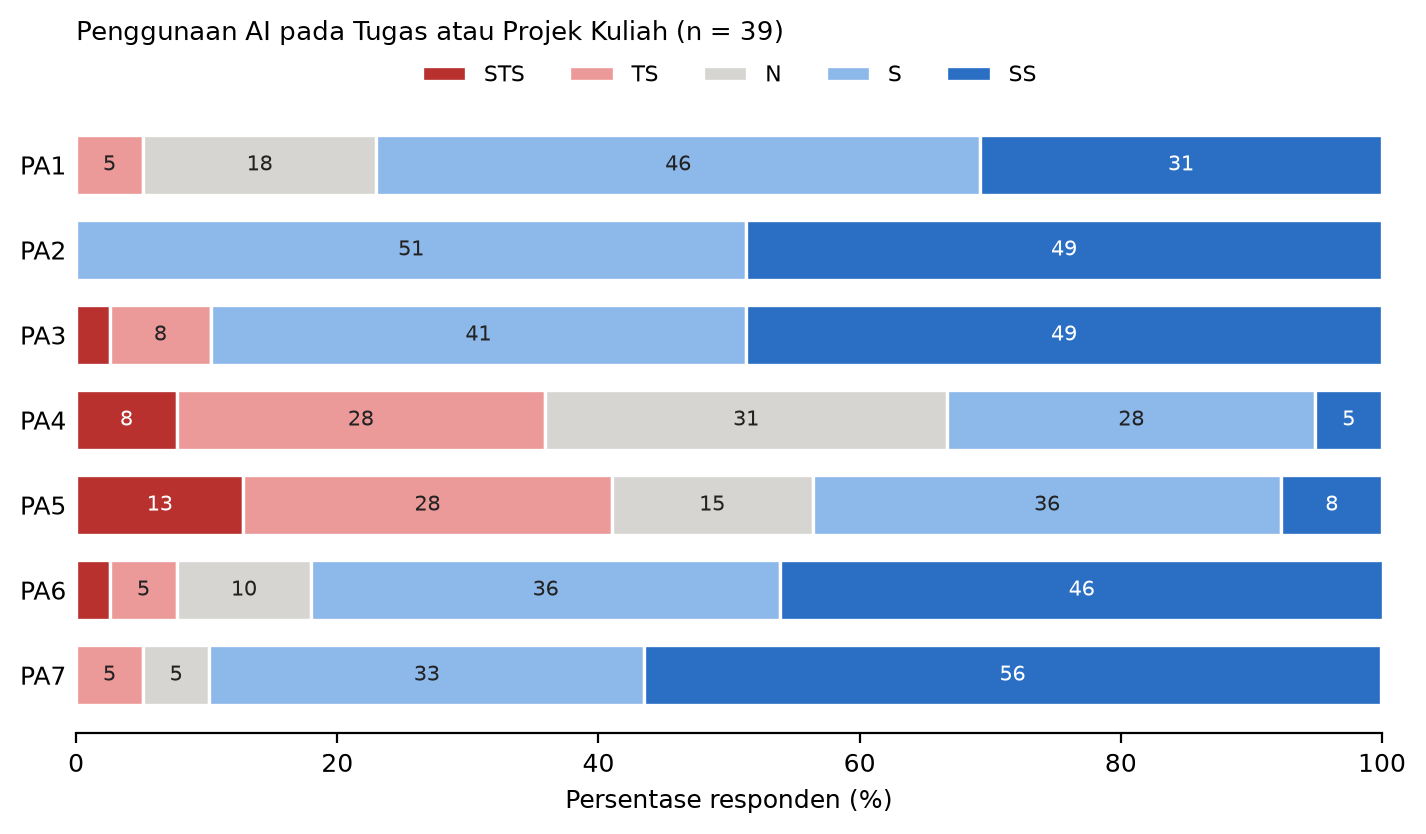 Penggunaan AI pada Tugas atau Projek Kuliah (n = 39)
STS TS N S SS
PA1 5 18 46 31
PA2 51 49
PA3 8 41 49
PA4 8 28 31 28 5
PA5 13 28 15 36 8
PA6 5 10 36 46
PA7 5 5 33 56
0 20 40 60 80 100
Persentase responden (%)